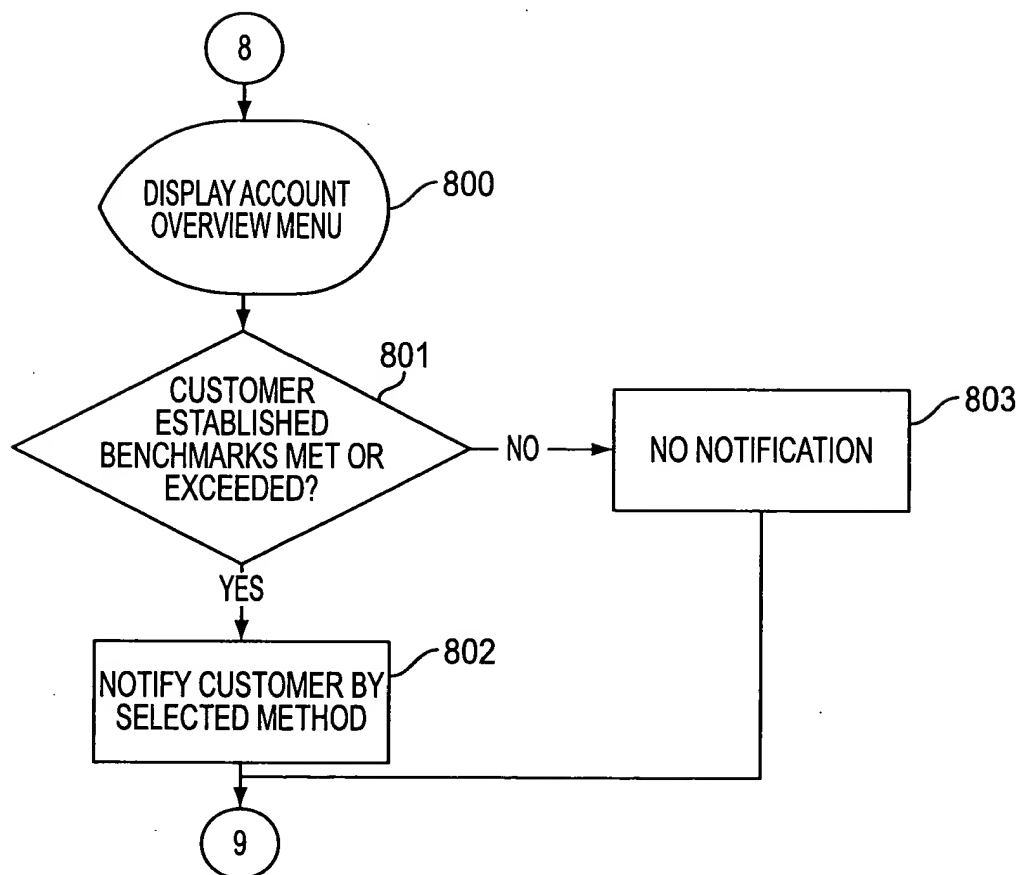 8
DISPLAY ACCOUNT
OVERVIEW MENU
800
801
CUSTOMER
ESTABLISHED
BENCHMARKS MET OR
EXCEEDED?
NO
NO NOTIFICATION
803
YES
802
NOTIFY CUSTOMER BY
SELECTED METHOD
9